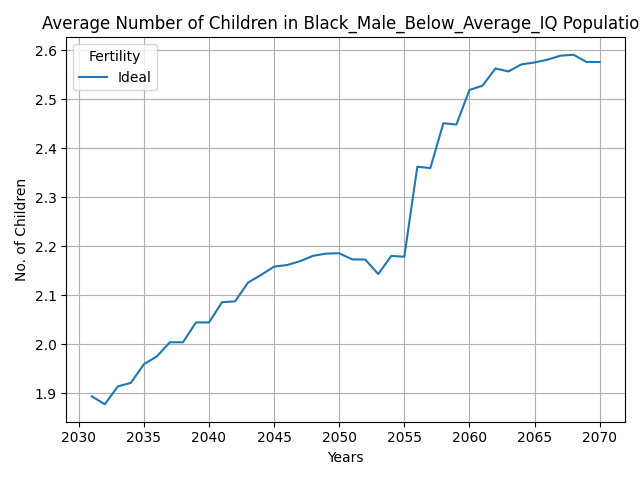 Average Number of Children in Black_Male_Below_Average_IQ Populatio
Fertility
Ideal
No. of Children
2.6
2.5
2.4
2.3
2.2
2.1
2.0
1.9
2030 2035 2040 2045 2050 2055 2060 2065 2070
Years